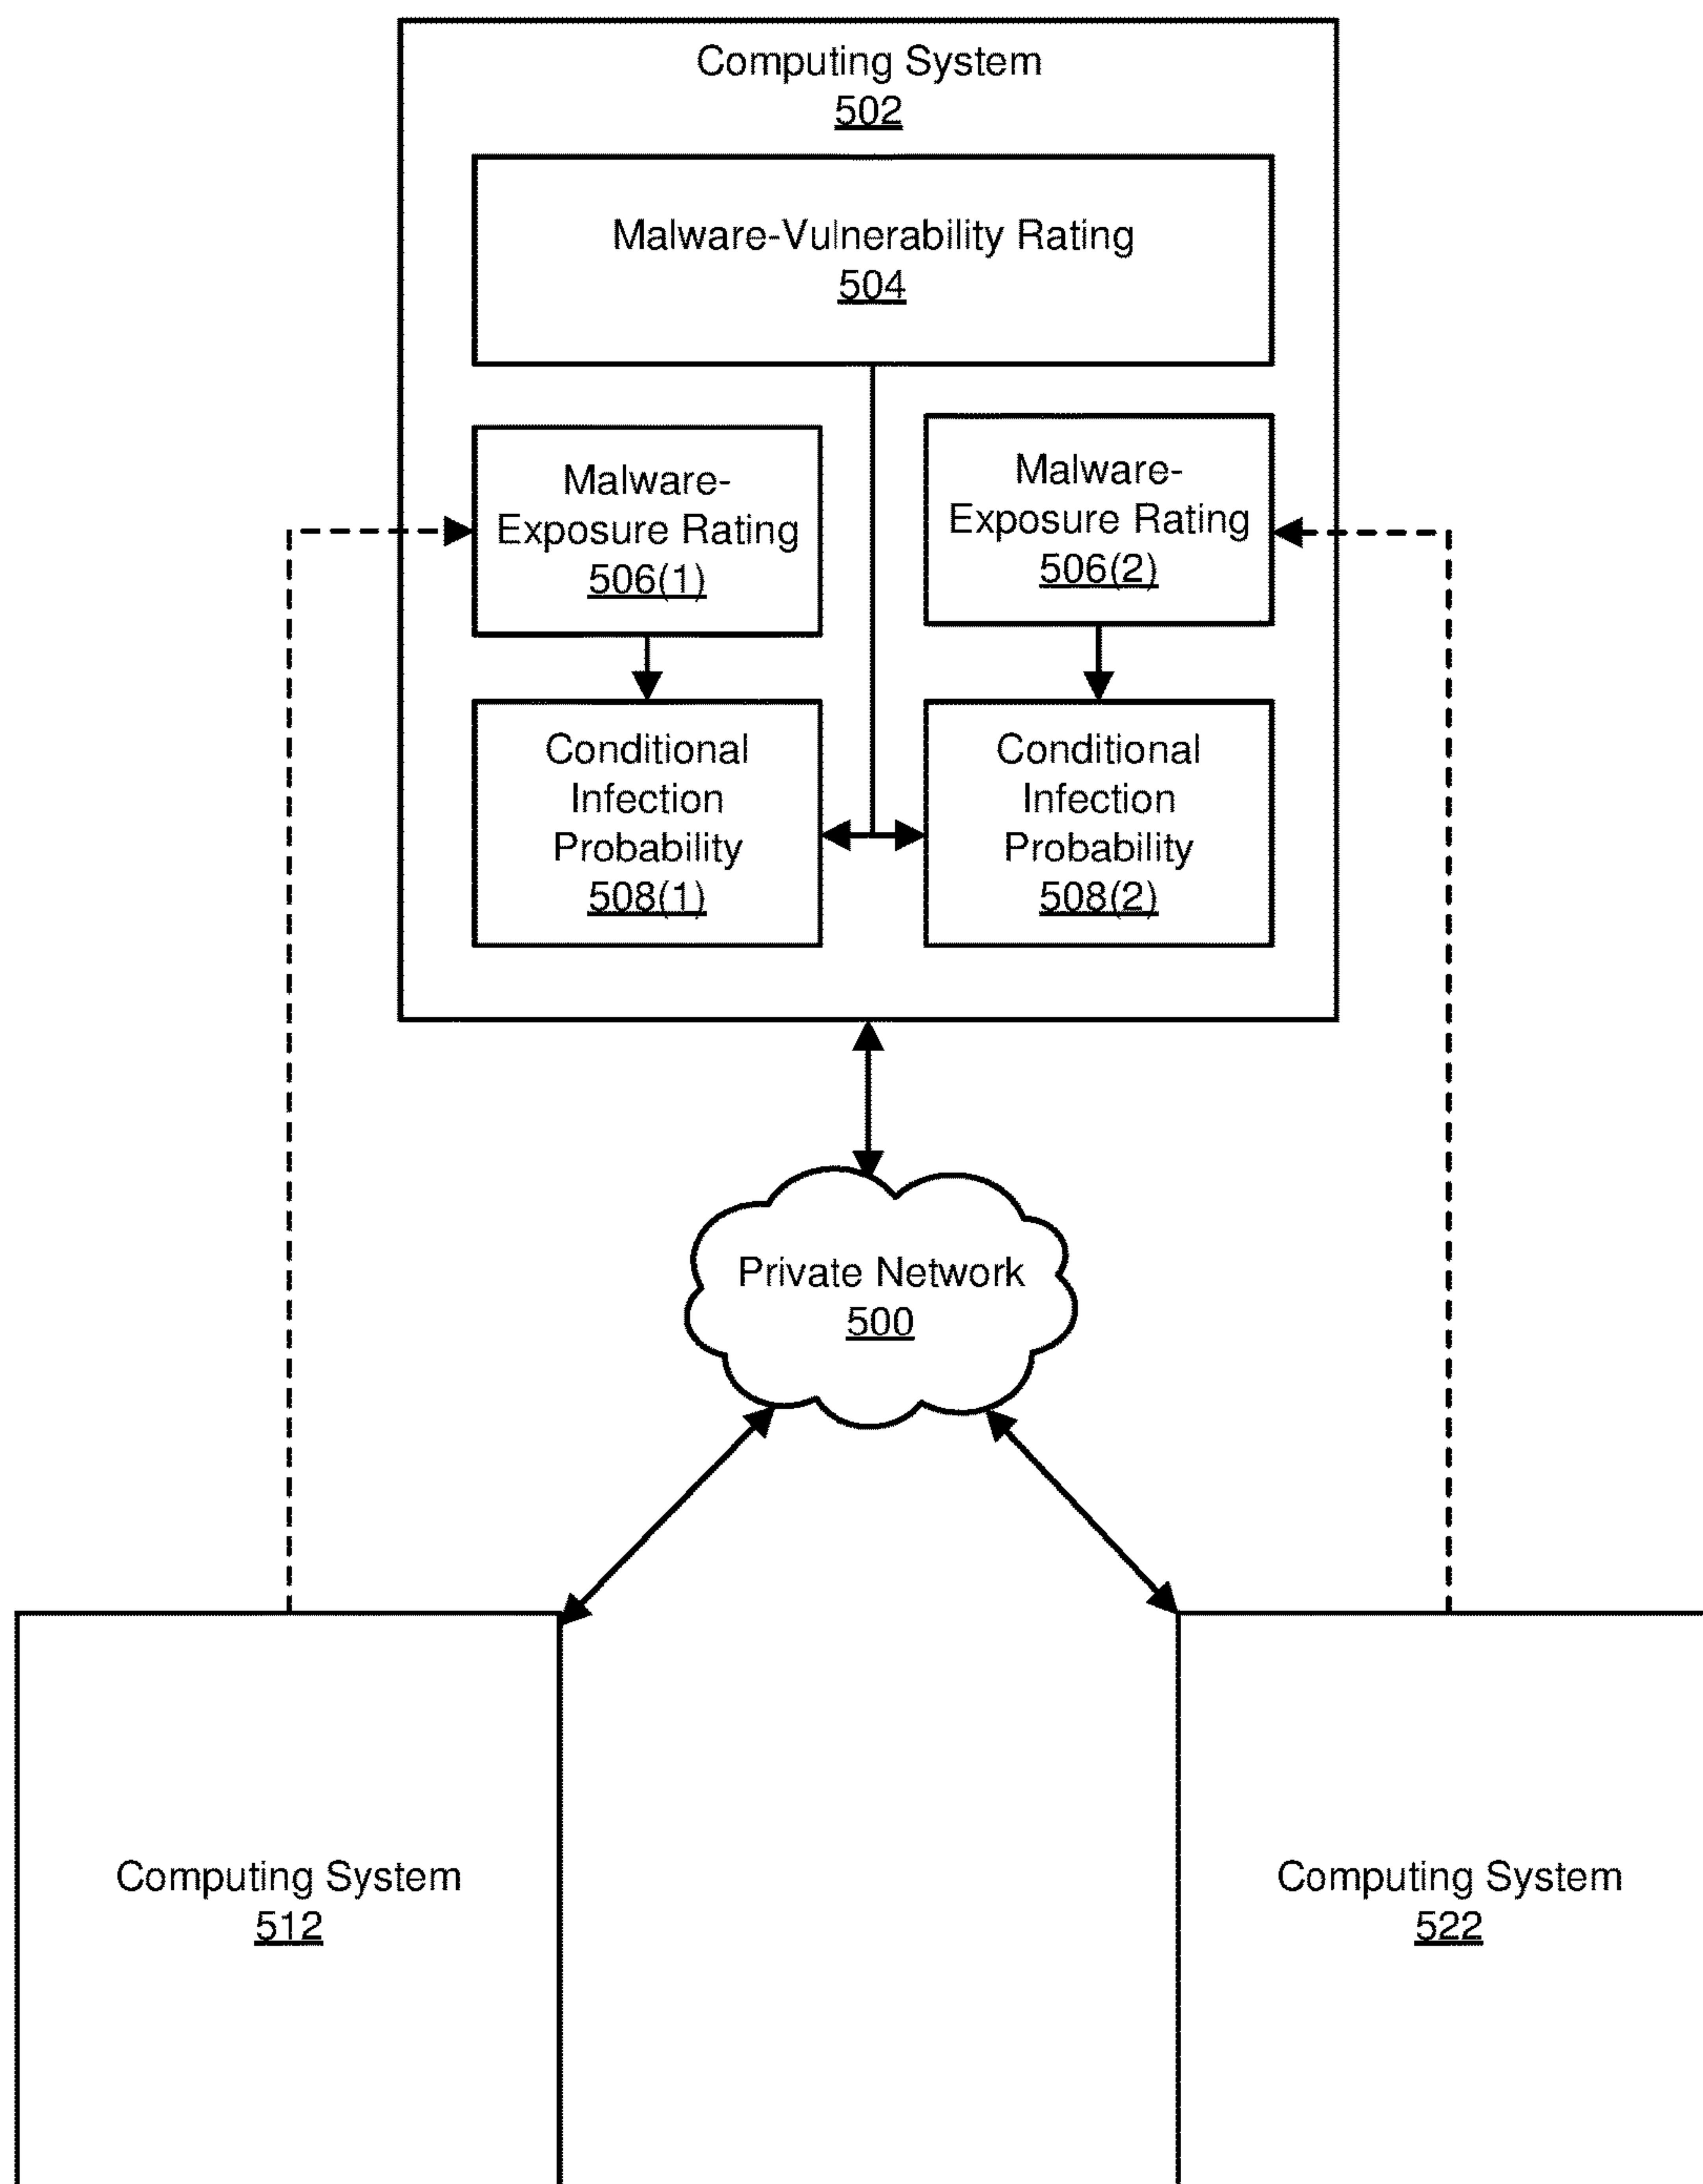 Computing System
502
Malware-Vulnerability Rating
504
Malware-
Exposure Rating
506(1)
Malware-
Exposure Rating
506(2)
Conditional
Infection
Probability
508(1)
Conditional
Infection
Probability
508(2)
Private Network
500
Computing System
512
Computing System
522